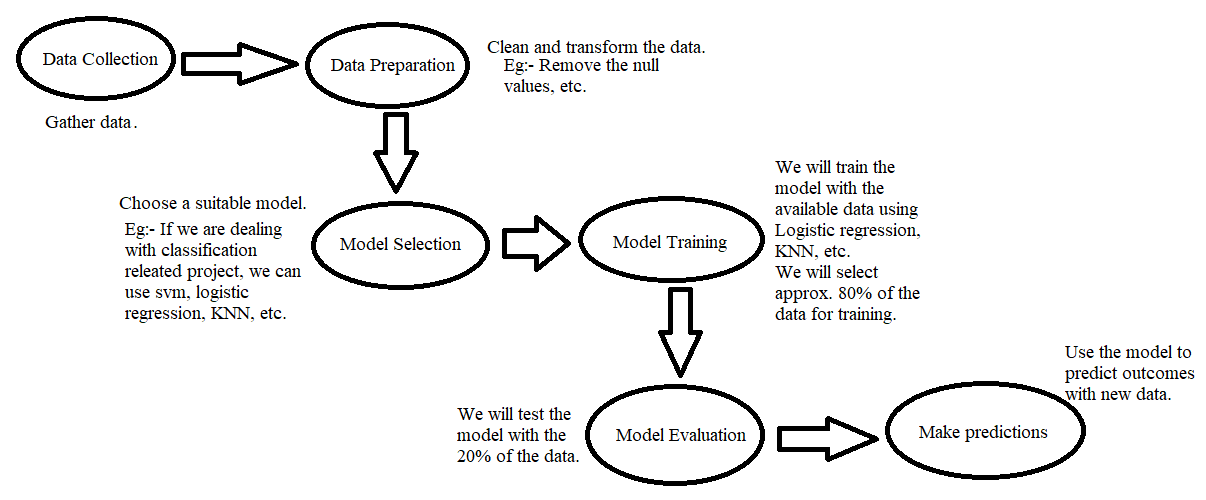 Data Collection
Gather data.
Data Preparation
Clean and transform the data.
Eg:- Remove the null
values, etc.
Choose a suitable model.
Eg:- If we are dealing
with classification
releated project, we can
use svm, logistic
regression, KNN, etc.
Model Selection
Model Training
We will train the
model with the
available data using
Logistic regression,
KNN, etc.
We will select
approx. 80% of the
data for training.
We will test the
model with the
20% of the data.
Model Evaluation
Make predictions
Use the model to
predict outcomes
with new data.